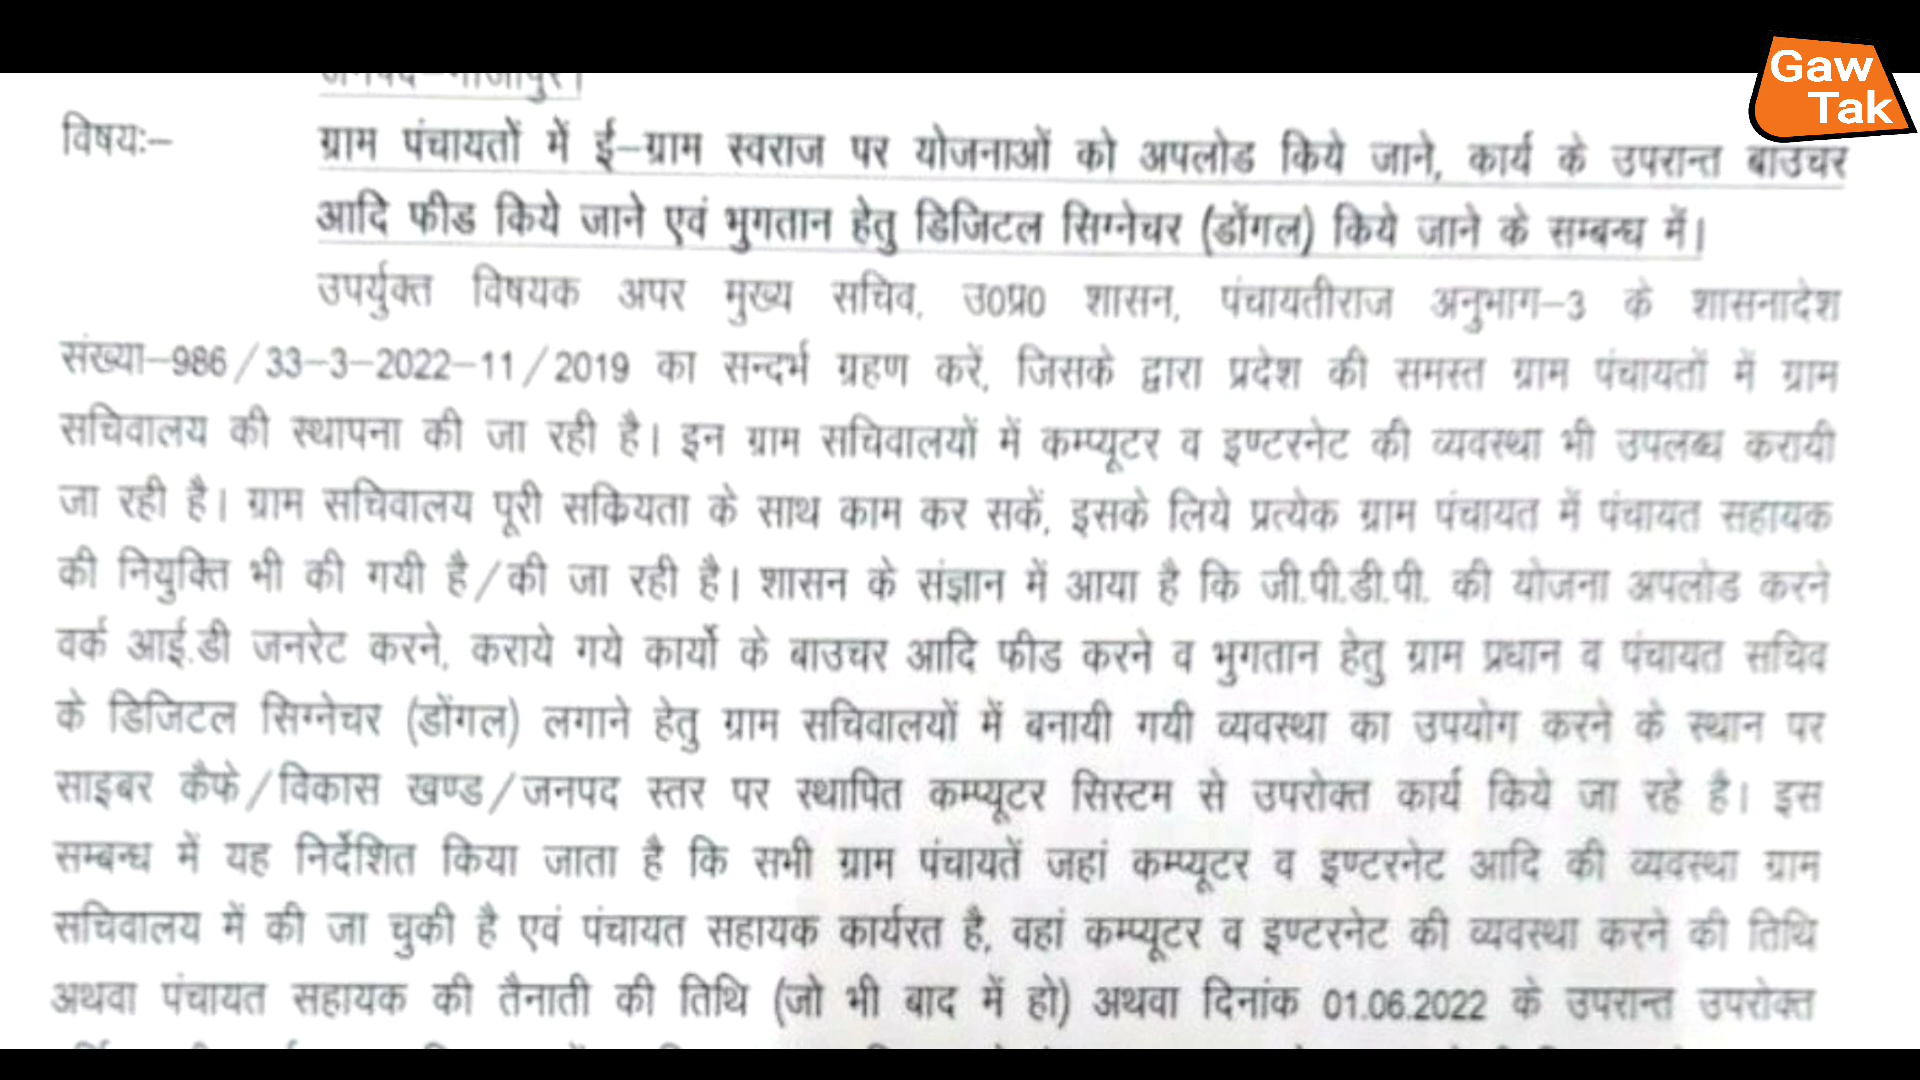 जनपद–गाजीपुर।
Gaw
Tak
विषयः– ग्राम पंचायतों में ई–ग्राम स्वराज पर योजनाओं को अपलोड किये जाने, कार्य के उपरान्त बाउचर
आदि फीड किये जाने एवं भुगतान हेतु डिजिटल सिग्नेचर (डोंगल) किये जाने के सम्बन्ध में।
उपर्युक्त विषयक अपर मुख्य सचिव, उ0प्र0 शासन, पंचायतीराज अनुभाग–3 के शासनादेश
संख्या–986/33–3–2022–11/2019 का सन्दर्भ ग्रहण करें, जिसके द्वारा प्रदेश की समस्त ग्राम पंचायतों में ग्राम
सचिवालय की स्थापना की जा रही है। इन ग्राम सचिवालयों में कम्प्यूटर व इण्टरनेट की व्यवस्था भी उपलब्ध करायी
जा रही है। ग्राम सचिवालय पूरी सकियता के साथ काम कर सकें, इसके लिये प्रत्येक ग्राम पंचायत में पंचायत सहायक
की नियुक्ति भी की गयी है/की जा रही है। शासन के संज्ञान में आया है कि जी.पी.डी.पी. की योजना अपलोड करने
वर्क आई.डी जनरेट करने, कराये गये कार्यो के बाउचर आदि फीड करने व भुगतान हेतु ग्राम प्रधान व पंचायत सचिव
के डिजिटल सिग्नेचर (डोंगल) लगाने हेतु ग्राम सचिवालयों में बनायी गयी व्यवस्था का उपयोग करने के स्थान पर
साइबर कैफे/विकास खण्ड/जनपद स्तर पर स्थापित कम्प्यूटर सिस्टम से उपरोक्त कार्य किये जा रहे है। इस
सम्बन्ध में यह निर्देशित किया जाता है कि सभी ग्राम पंचायतें जहां कम्प्यूटर व इण्टरनेट आदि की व्यवस्था ग्राम
सचिवालय में की जा चुकी है एवं पंचायत सहायक कार्यरत है, वहां कम्प्यूटर व इण्टरनेट की व्यवस्था करने की तिथि
अथवा पंचायत सहायक की तैनाती की तिथि (जो भी बाद में हो) अथवा दिनांक 01.06.2022 के उपरान्त उपरोक्त